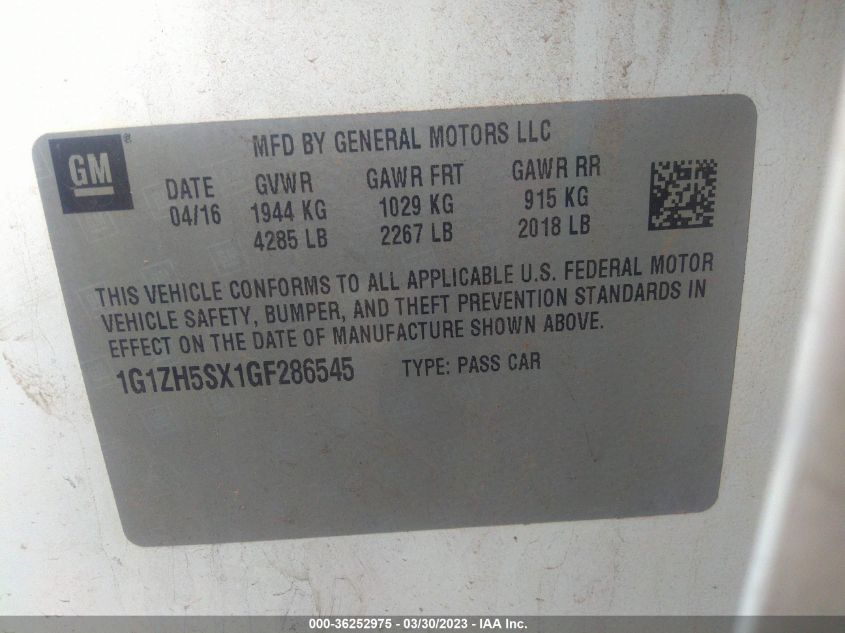 GM®
MFD BY GENERAL MOTORS LLC
DATE GVWR GAWR FRT GAWR RR
04/16 1944 KG 1029 KG 915 KG
4285 LB 2267 LB 2018 LB
THIS VEHICLE CONFORMS TO ALL APPLICABLE U.S. FEDERAL MOTOR
VEHICLE SAFETY, BUMPER, AND THEFT PREVENTION STANDARDS IN
EFFECT ON THE DATE OF MANUFACTURE SHOWN ABOVE.
1G1ZH5SX1GF286545 TYPE: PASS CAR
000-36252975 - 03/30/2023 - IAA Inc.